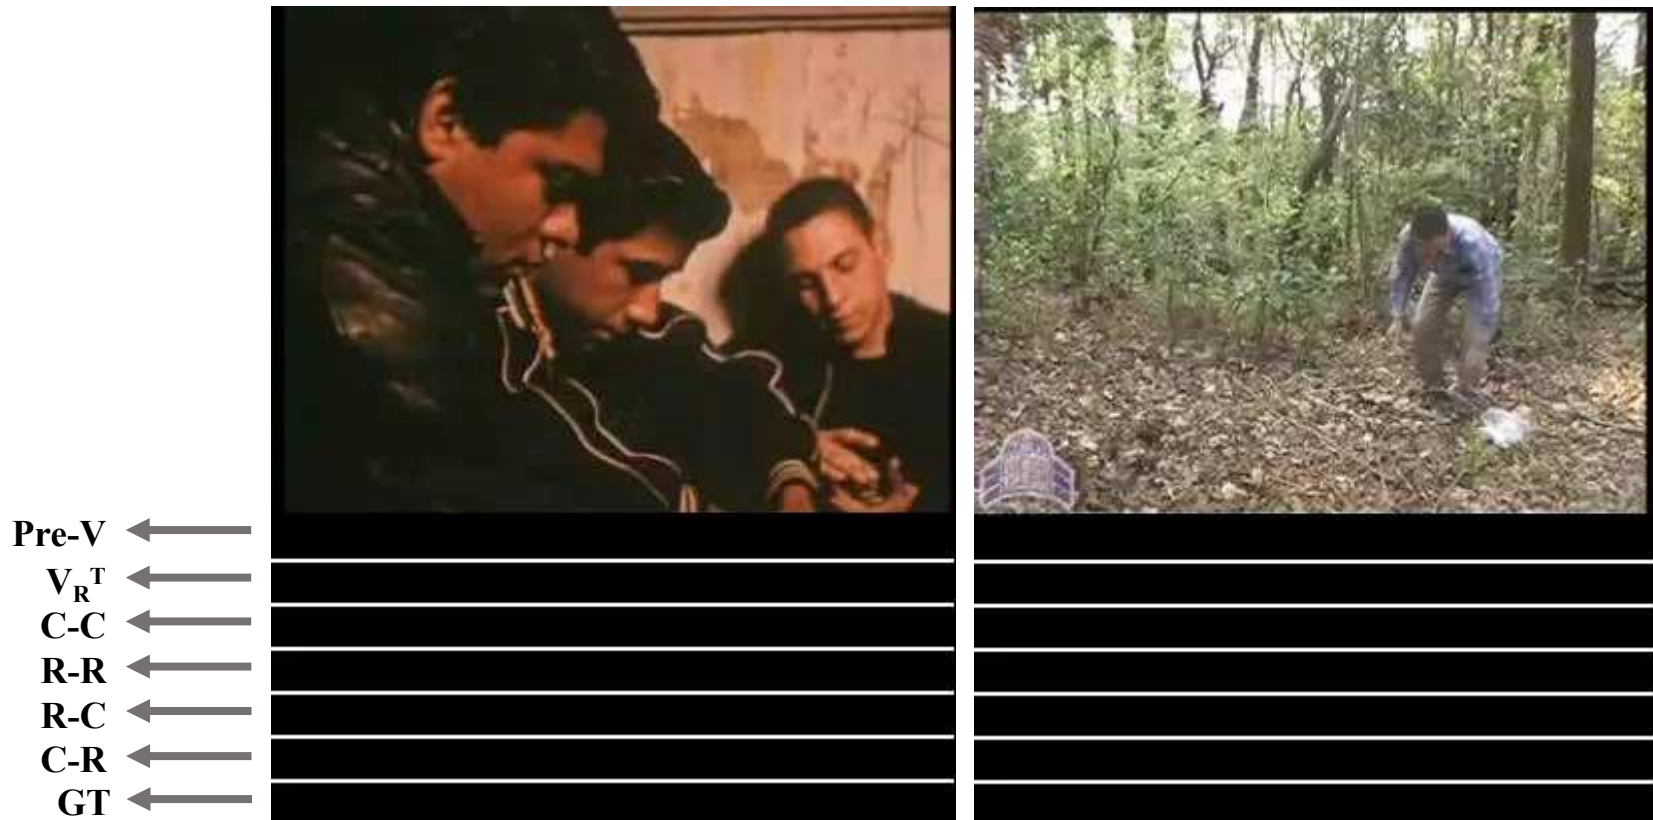 Pre-V
V_R^T
C-C
R-R
R-C
C-R
GT